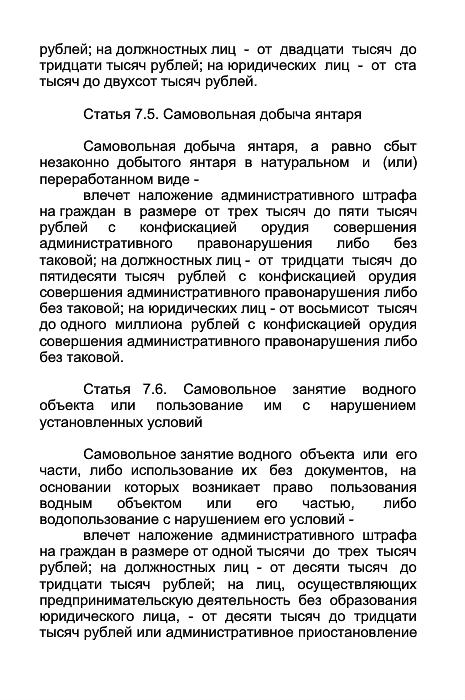 рублей; на должностных лиц - от двадцати тысяч до
тридцати тысяч рублей; на юридических лиц - от ста
тысяч до двухсот тысяч рублей.
Статья 7.5. Самовольная добыча янтаря
Самовольная добыча янтаря, а равно сбыт
незаконно добытого янтаря в натуральном и (или)
переработанном виде -
влечет наложение административного штрафа
на граждан в размере от трех тысяч до пяти тысяч
рублей с конфискацией орудия совершения
административного правонарушения либо без
таковой; на должностных лиц - от тридцати тысяч до
пятидесяти тысяч рублей с конфискацией орудия
совершения административного правонарушения либо
без таковой; на юридических лиц - от восьмисот тысяч
до одного миллиона рублей с конфискацией орудия
совершения административного правонарушения либо
без таковой.
Статья 7.6. Самовольное занятие водного
объекта или пользование им с нарушением
установленных условий
Самовольное занятие водного объекта или его
части, либо использование их без документов, на
основании которых возникает право пользования
водным объектом или его частью, либо
водопользование с нарушением его условий -
влечет наложение административного штрафа
на граждан в размере от одной тысячи до трех тысяч
рублей; на должностных лиц - от десяти тысяч до
тридцати тысяч рублей; на лиц, осуществляющих
предпринимательскую деятельность без образования
юридического лица, - от десяти тысяч до тридцати
тысяч рублей или административное приостановление